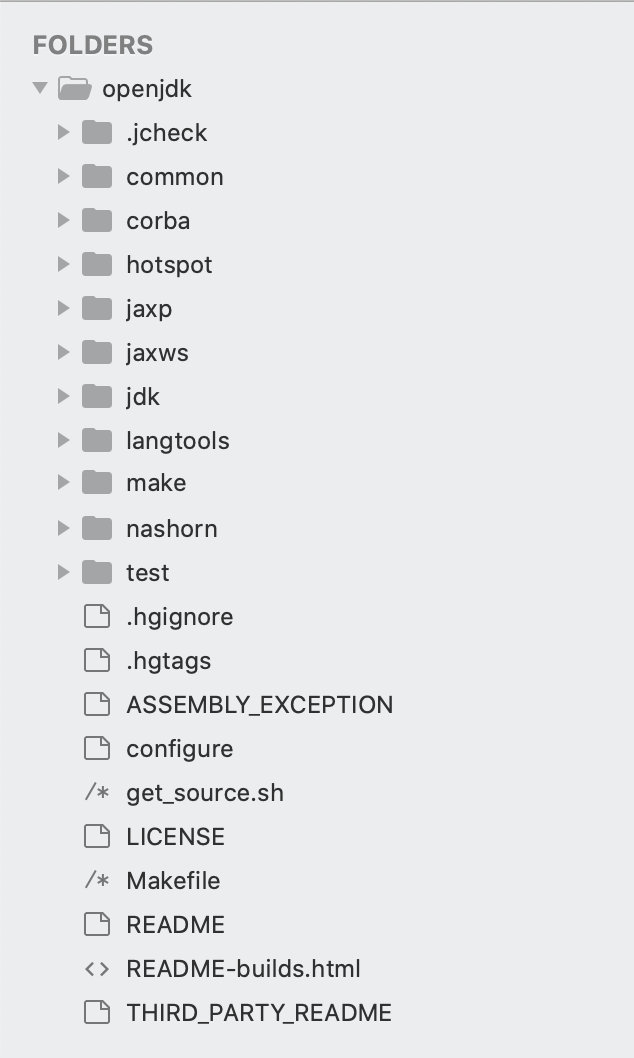 FOLDERS
openjdk
.jcheck
common
corba
hotspot
jaxp
jaxws
jdk
langtools
make
nashorn
test
.hgignore
.hgtags
ASSEMBLY_EXCEPTION
configure
/* get_source.sh
LICENSE
/* Makefile
README
<> README-builds.html
THIRD_PARTY_README